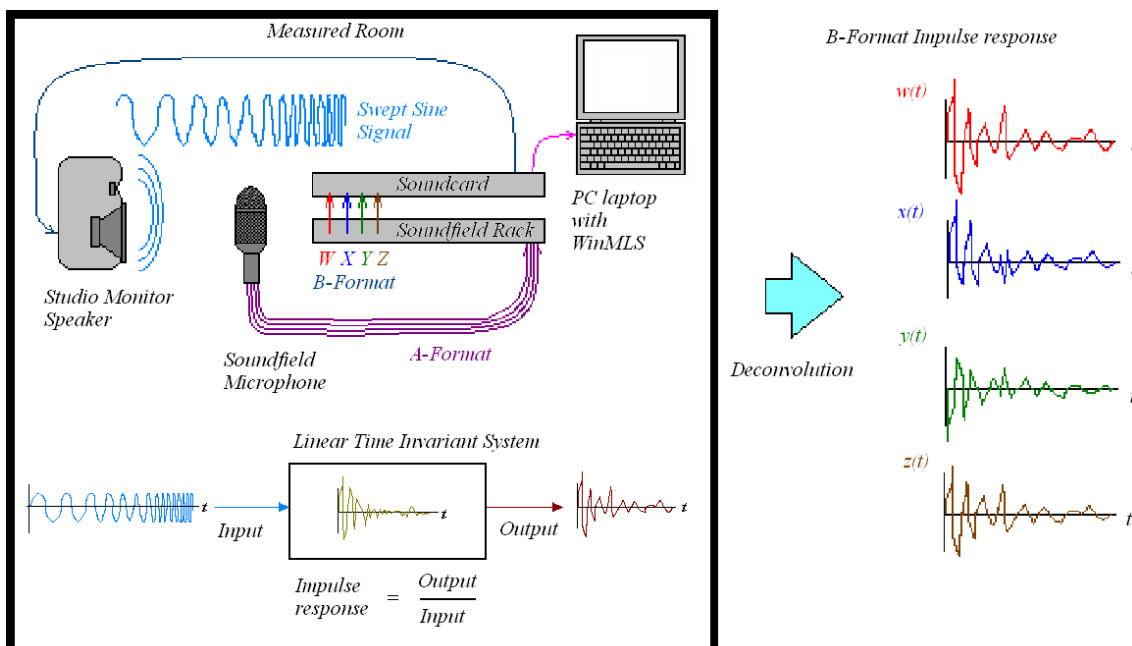 Measured Room
Swept Sine
Signal
Soundcard
Soundfield Rack
W X Y Z
B-Format
PC laptop
with
WinMLS
Studio Monitor
Speaker
Soundfield
Microphone
A-Format
Linear Time Invariant System
t
Input
t
Output
t
Impulse
response
=
Output
Input
Deconvolution
B-Format Impulse response
w(t)
x(t)
y(t)
z(t)
t